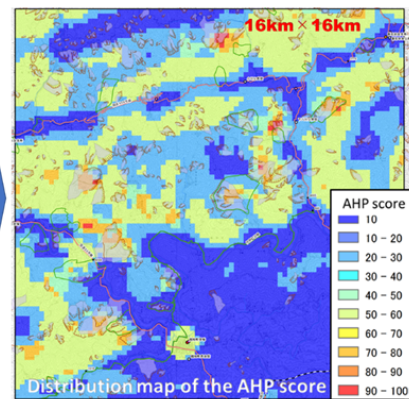 16km×16km
AHP score
10
10 - 20
20 - 30
30 - 40
40 - 50
50 - 60
60 - 70
70 - 80
80 - 90
90 - 100
Distribution map of the AHP score